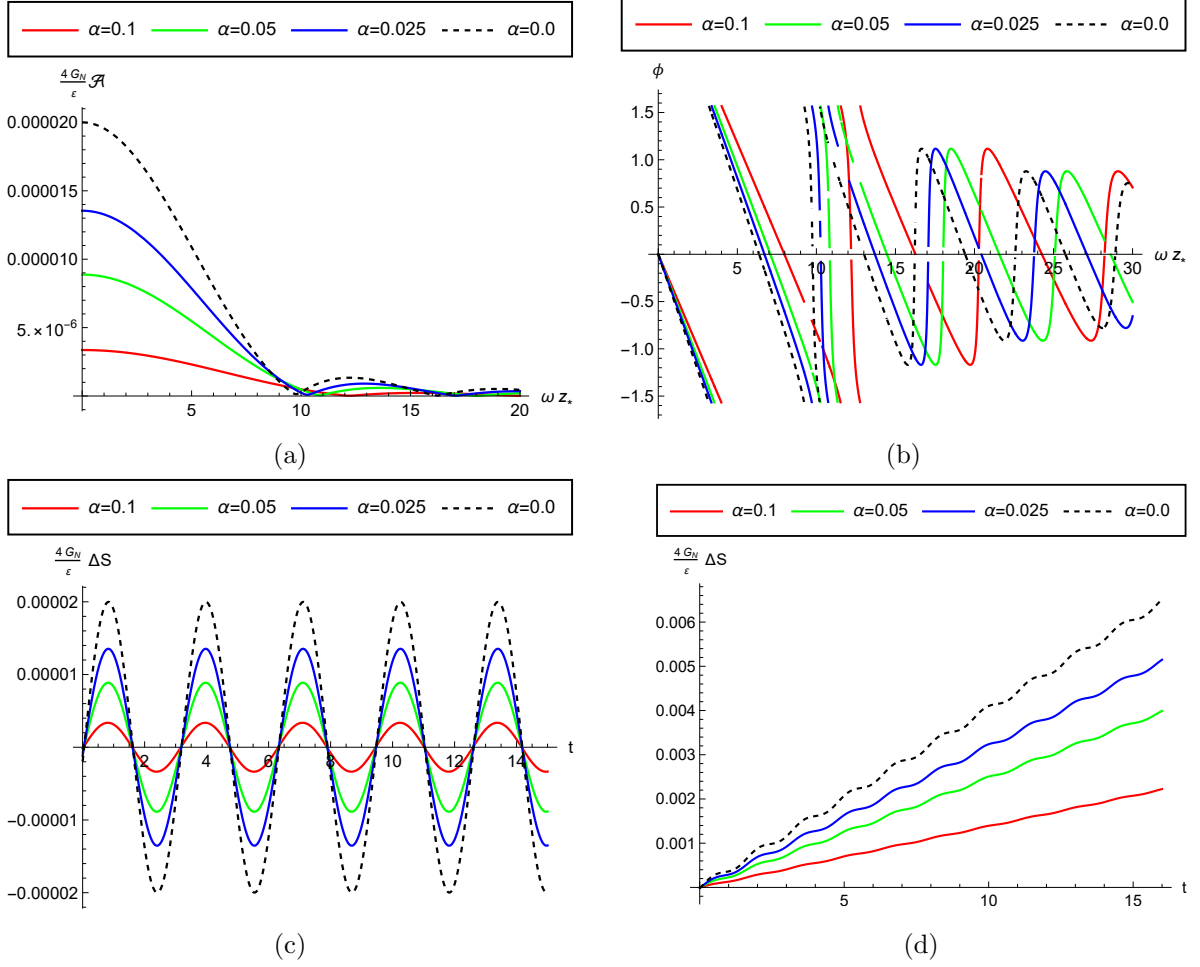 α=0.1 α=0.05 α=0.025 α=0.0
α=0.1 α=0.05 α=0.025 α=0.0
4 G_N/ε 𝒜
0.000020
0.000015
0.000010
5.×10⁻⁶
5 10 15 20 ω z*
(a)
ϕ
1.5
1.0
0.5
5 10 15 20 25 30 ω z*
−0.5
−1.0
−1.5
(b)
α=0.1 α=0.05 α=0.025 α=0.0
α=0.1 α=0.05 α=0.025 α=0.0
4 G_N/ε ΔS
0.00002
0.00001
2 4 6 8 10 12 14 t
−0.00001
−0.00002
(c)
4 G_N/ε ΔS
0.006
0.005
0.004
0.003
0.002
0.001
5 10 15 t
(d)